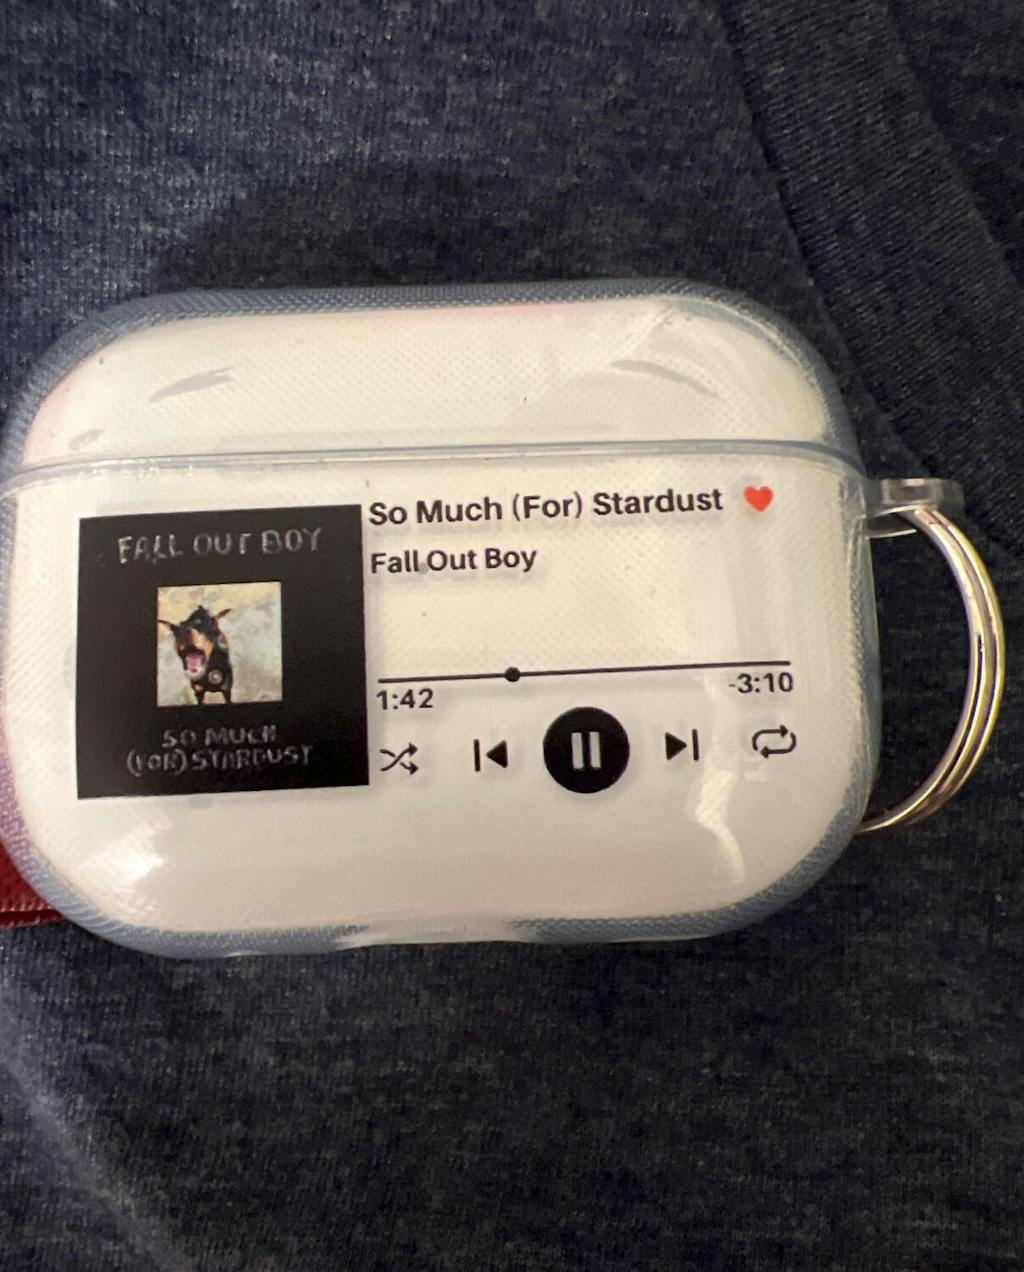 FALL OUT BOY
SO MUCH
(FOR) STARDUST
So Much (For) Stardust ♥
Fall Out Boy
1:42
-3:10